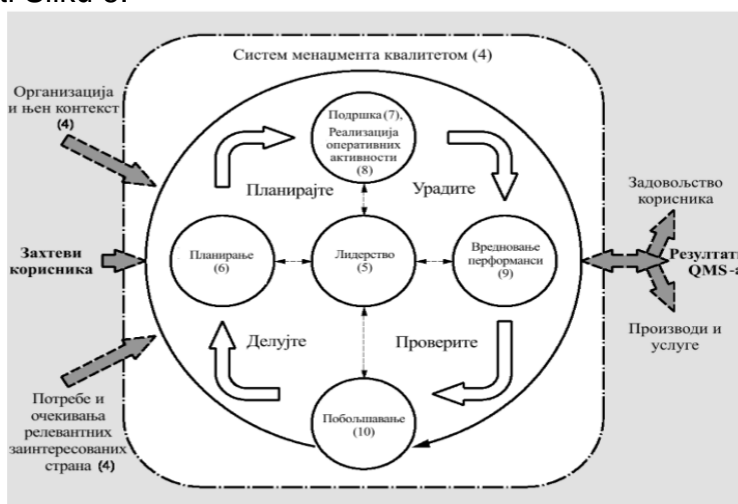 Sliku
Систем менаџмента квалитетом (4)
Организација
и њен контекст
(4)
Подршка (7),
Реализација
оперативних
активности
(8)
Планирајте
Урадите
Задовољство
корисника
Захтеви
корисника
Планирање
(6)
Лидерство
(5)
Вредновање
перформанси
(9)
Резултати
QMS-а
Делујте
Проверите
Производи и
услуге
Потребе и
очекивања
релевантних
заинтересованих
страна (4)
Побољшавање
(10)